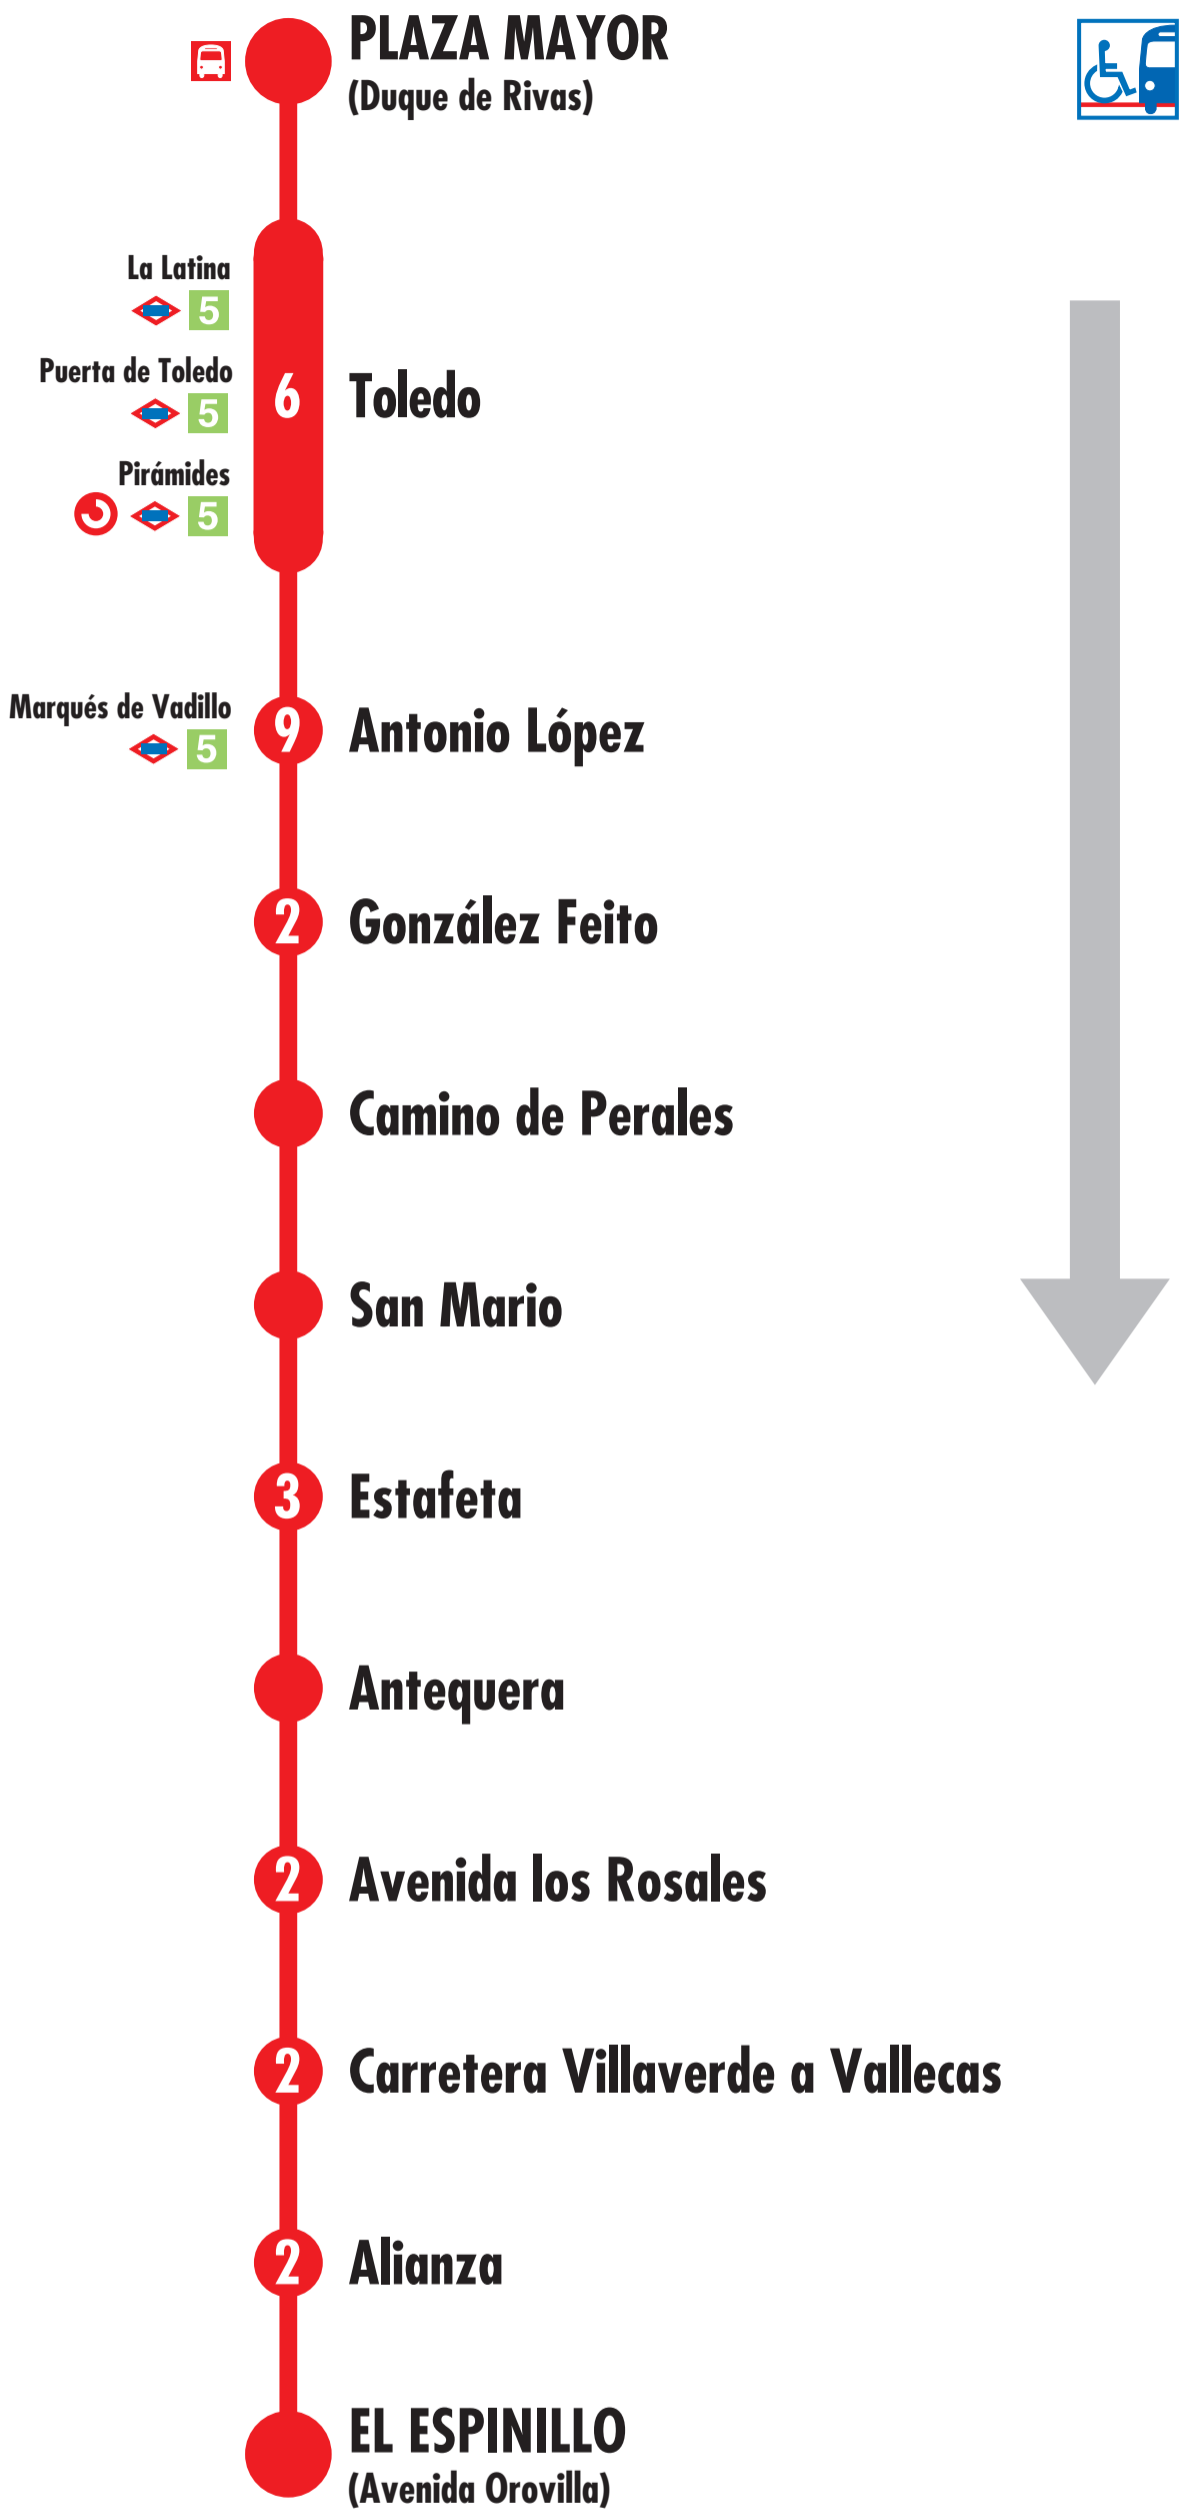 PLAZA MAYOR
(Duque de Rivas)
La Latina
5
Puerta de Toledo
5
6
Toledo
Pirámides
5
Marqués de Vadillo
5
9
Antonio López
2
González Feito
Camino de Perales
San Mario
3
Estafeta
Antequera
2
Avenida los Rosales
2
Carretera Villaverde a Vallecas
2
Alianza
EL ESPINILLO
(Avenida Orovilla)